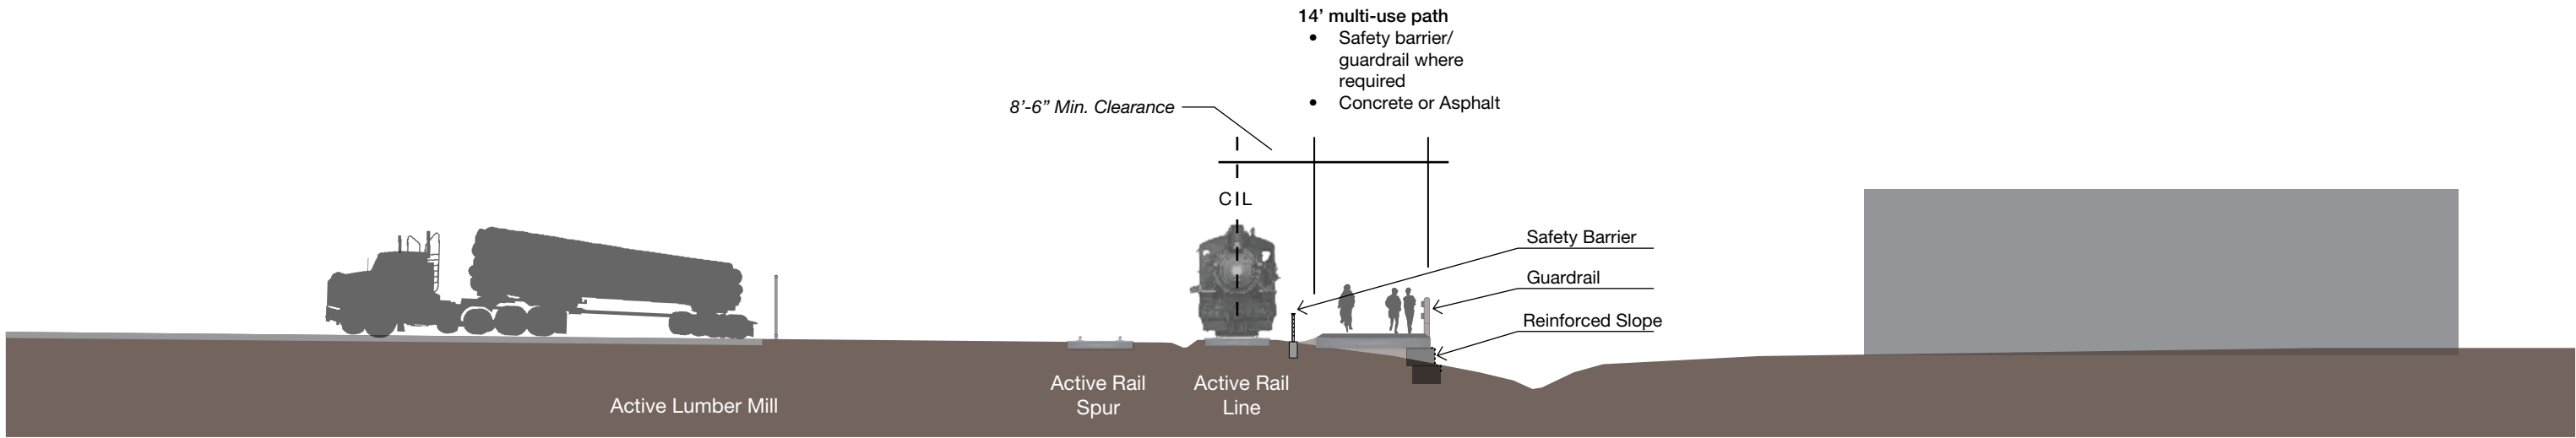 14’ multi-use path
• Safety barrier/
guardrail where
required
• Concrete or Asphalt
8’-6” Min. Clearance
C L
Safety Barrier
Guardrail
Reinforced Slope
Active Rail
Spur
Active Rail
Line
Active Lumber Mill